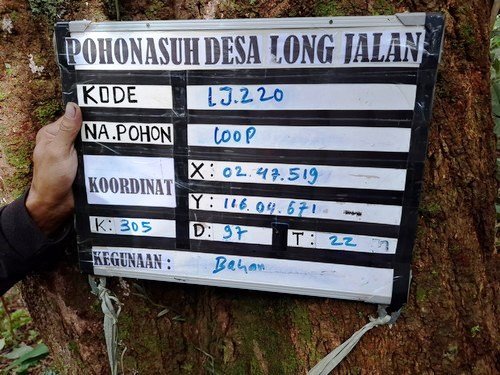 POHONASUH DESA LONG JALAN
KODE LJ.220
NA.POHON LOOP
KOORDINAT X: 02.47.519
Y: 116.04.671
K: 305 D: 97 T: 22 m
KEGUNAAN : Bahan